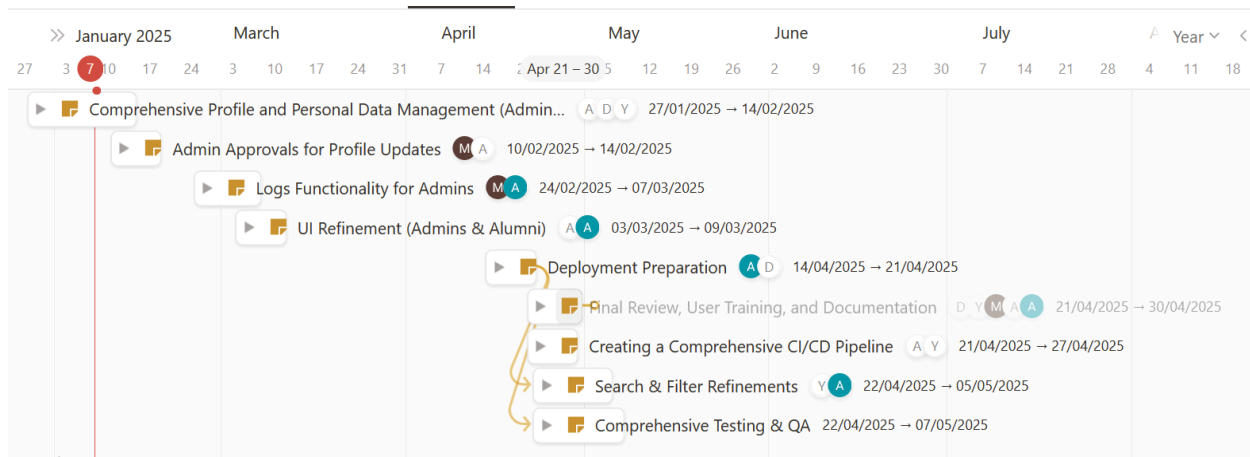 January 2025 March April May June July A Year
27 3 7 10 17 24 3 10 17 24 31 7 14 2 Apr 21 – 30 5 12 19 26 2 9 16 23 30 7 14 21 28 4 11 18
Comprehensive Profile and Personal Data Management (Admin... A D Y 27/01/2025 → 14/02/2025
Admin Approvals for Profile Updates M A 10/02/2025 → 14/02/2025
Logs Functionality for Admins M A 24/02/2025 → 07/03/2025
UI Refinement (Admins & Alumni) A A 03/03/2025 → 09/03/2025
Deployment Preparation A D 14/04/2025 → 21/04/2025
Final Review, User Training, and Documentation D Y M A A 21/04/2025 → 30/04/2025
Creating a Comprehensive CI/CD Pipeline A Y 21/04/2025 → 27/04/2025
Search & Filter Refinements Y A 22/04/2025 → 05/05/2025
Comprehensive Testing & QA 22/04/2025 → 07/05/2025